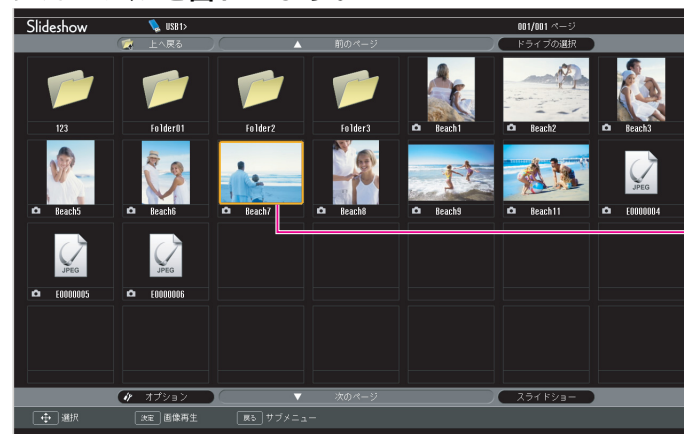 Slideshow USB1> 001/001 ページ
上へ戻る ▲ 前のページ ドライブの選択
123 Folder01 Folder2 Folder3 Beach1 Beach2 Beach3
Beach5 Beach6 Beach7 Beach8 Beach9 Beach11 JPEG E0000004
JPEG JPEG
E0000005 E0000006
オプション ▼ 次のページ スライドショー
選択 決定 画像再生 戻る サブメニュー